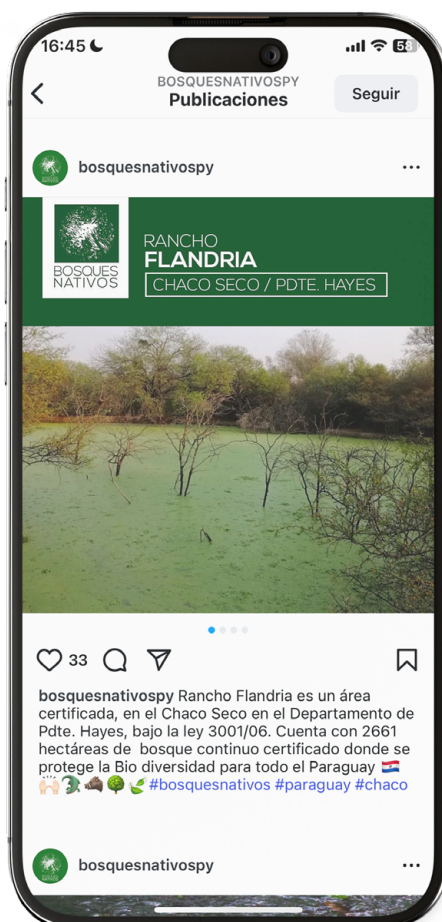 16:45
58
BOSQUESNATIVOSPY
Publicaciones
Seguir
bosquesnativospy
BOSQUES
NATIVOS
RANCHO
FLANDRIA
CHACO SECO / PDTE. HAYES
33
bosquesnativospy Rancho Flandria es un área
certificada, en el Chaco Seco en el Departamento de
Pdte. Hayes, bajo la ley 3001/06. Cuenta con 2661
hectáreas de bosque continuo certificado donde se
protege la Bio diversidad para todo el Paraguay 🇵🇾
🙌🏻🐊🐗🌳🍃#bosquesnativos #paraguay #chaco
bosquesnativospy